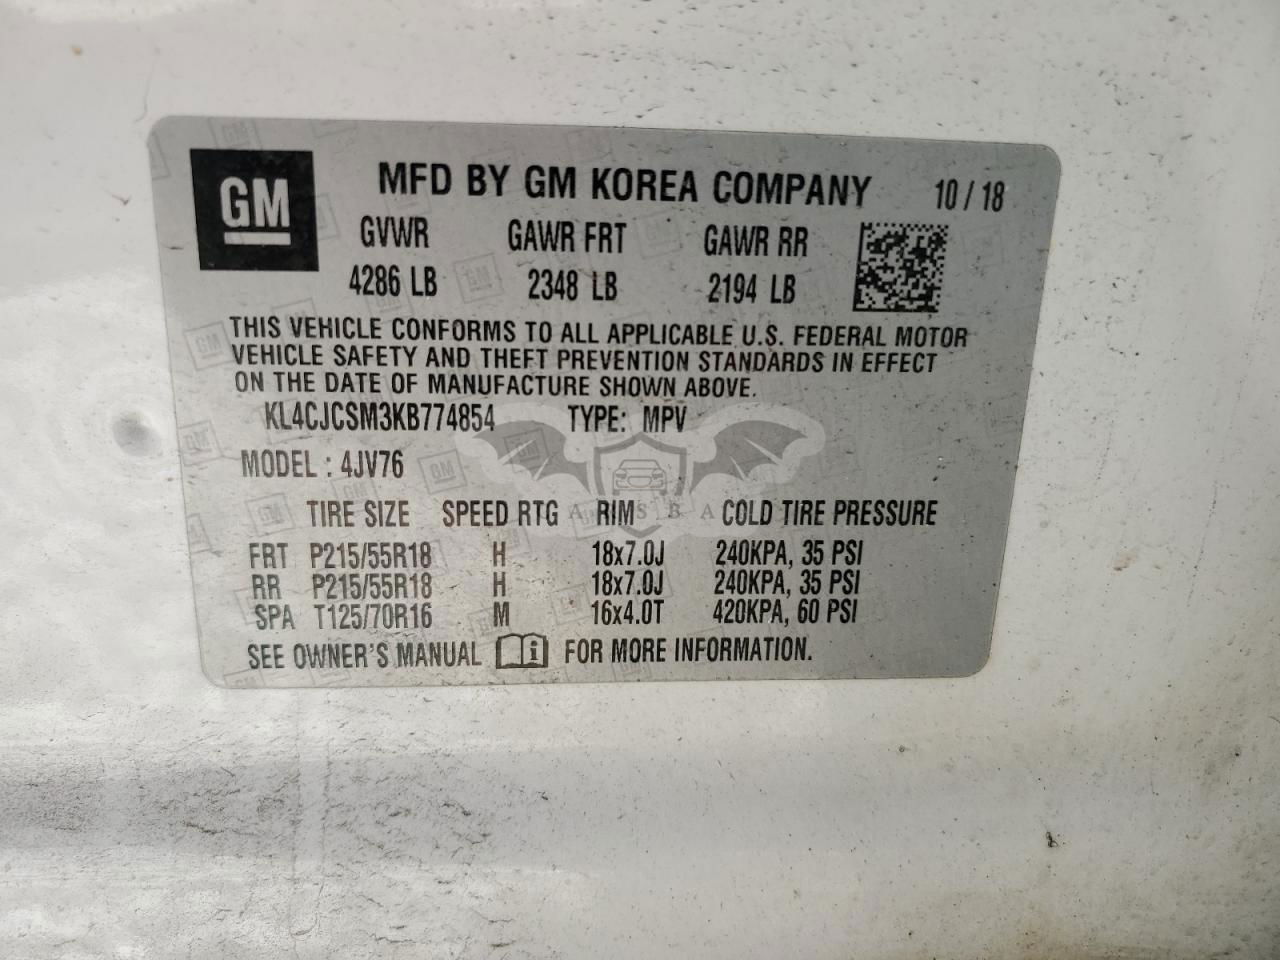 GM
MFD BY GM KOREA COMPANY 10/18
GVWR GAWR FRT GAWR RR
4286 LB 2348 LB 2194 LB
THIS VEHICLE CONFORMS TO ALL APPLICABLE U.S. FEDERAL MOTOR
VEHICLE SAFETY AND THEFT PREVENTION STANDARDS IN EFFECT
ON THE DATE OF MANUFACTURE SHOWN ABOVE.
KL4CJCSM3KB774854 TYPE: MPV
MODEL : 4JV76
TIRE SIZE SPEED RTG RIM COLD TIRE PRESSURE
FRT P215/55R18 H 18x7.0J 240KPA, 35 PSI
RR P215/55R18 H 18x7.0J 240KPA, 35 PSI
SPA T125/70R16 M 16x4.0T 420KPA, 60 PSI
SEE OWNER'S MANUAL i FOR MORE INFORMATION.